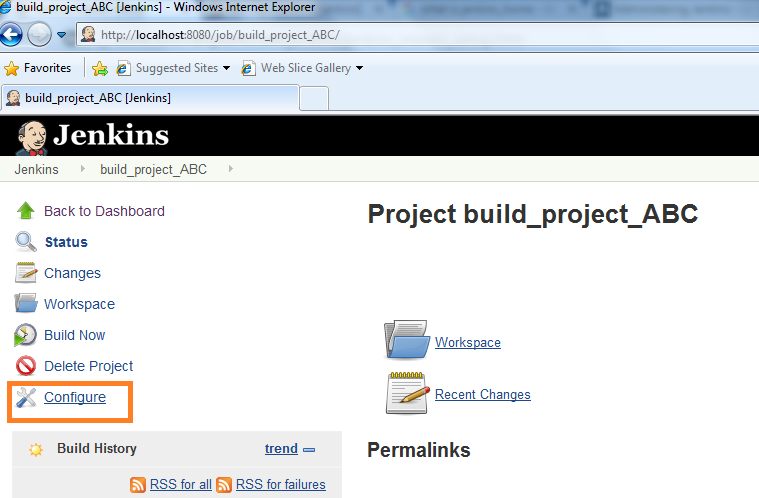 build_project_ABC [Jenkins] - Windows Internet Explorer
http://localhost:8080/job/build_project_ABC/
Favorites Suggested Sites Web Slice Gallery
build_project_ABC [Jenkins]
Jenkins
Jenkins build_project_ABC
Back to Dashboard
Project build_project_ABC
Status
Changes
Workspace
Build Now
Workspace
Delete Project
Configure
Recent Changes
Build History trend
Permalinks
RSS for all RSS for failures